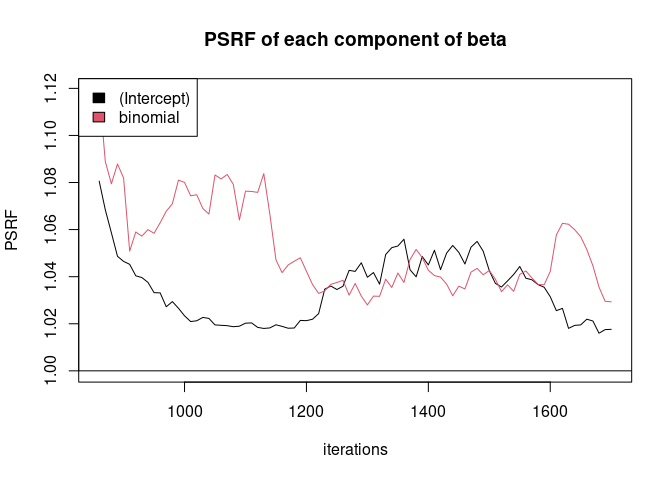 PSRF of each component of beta
(Intercept)
binomial
PSRF
1.12
1.10
1.08
1.06
1.04
1.02
1.00
1000 1200 1400 1600
iterations